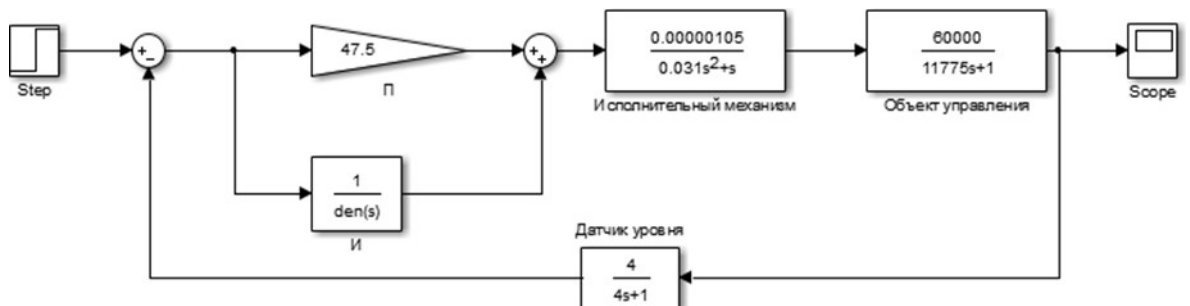 Step
+
−
47.5
П
+
+
0.00000105
0.031s²+s
Исполнительный механизм
60000
11775s+1
Объект управления
Scope
1
den(s)
И
Датчик уровня
4
4s+1